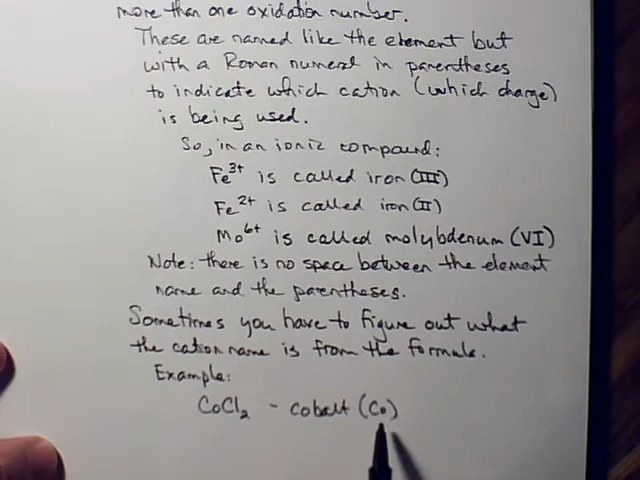 more than one oxidation number.
These are named like the element but
with a Roman numeral in parentheses
to indicate which cation (which charge)
is being used.
So, in an ionic compound:
Fe³⁺ is called iron(III)
Fe²⁺ is called iron(II)
Mo⁶⁺ is called molybdenum(VI)
Note: there is no space between the element
name and the parentheses.
Sometimes you have to figure out what
the cation name is from the formula.
Example:
CoCl₂ - cobalt (Co)